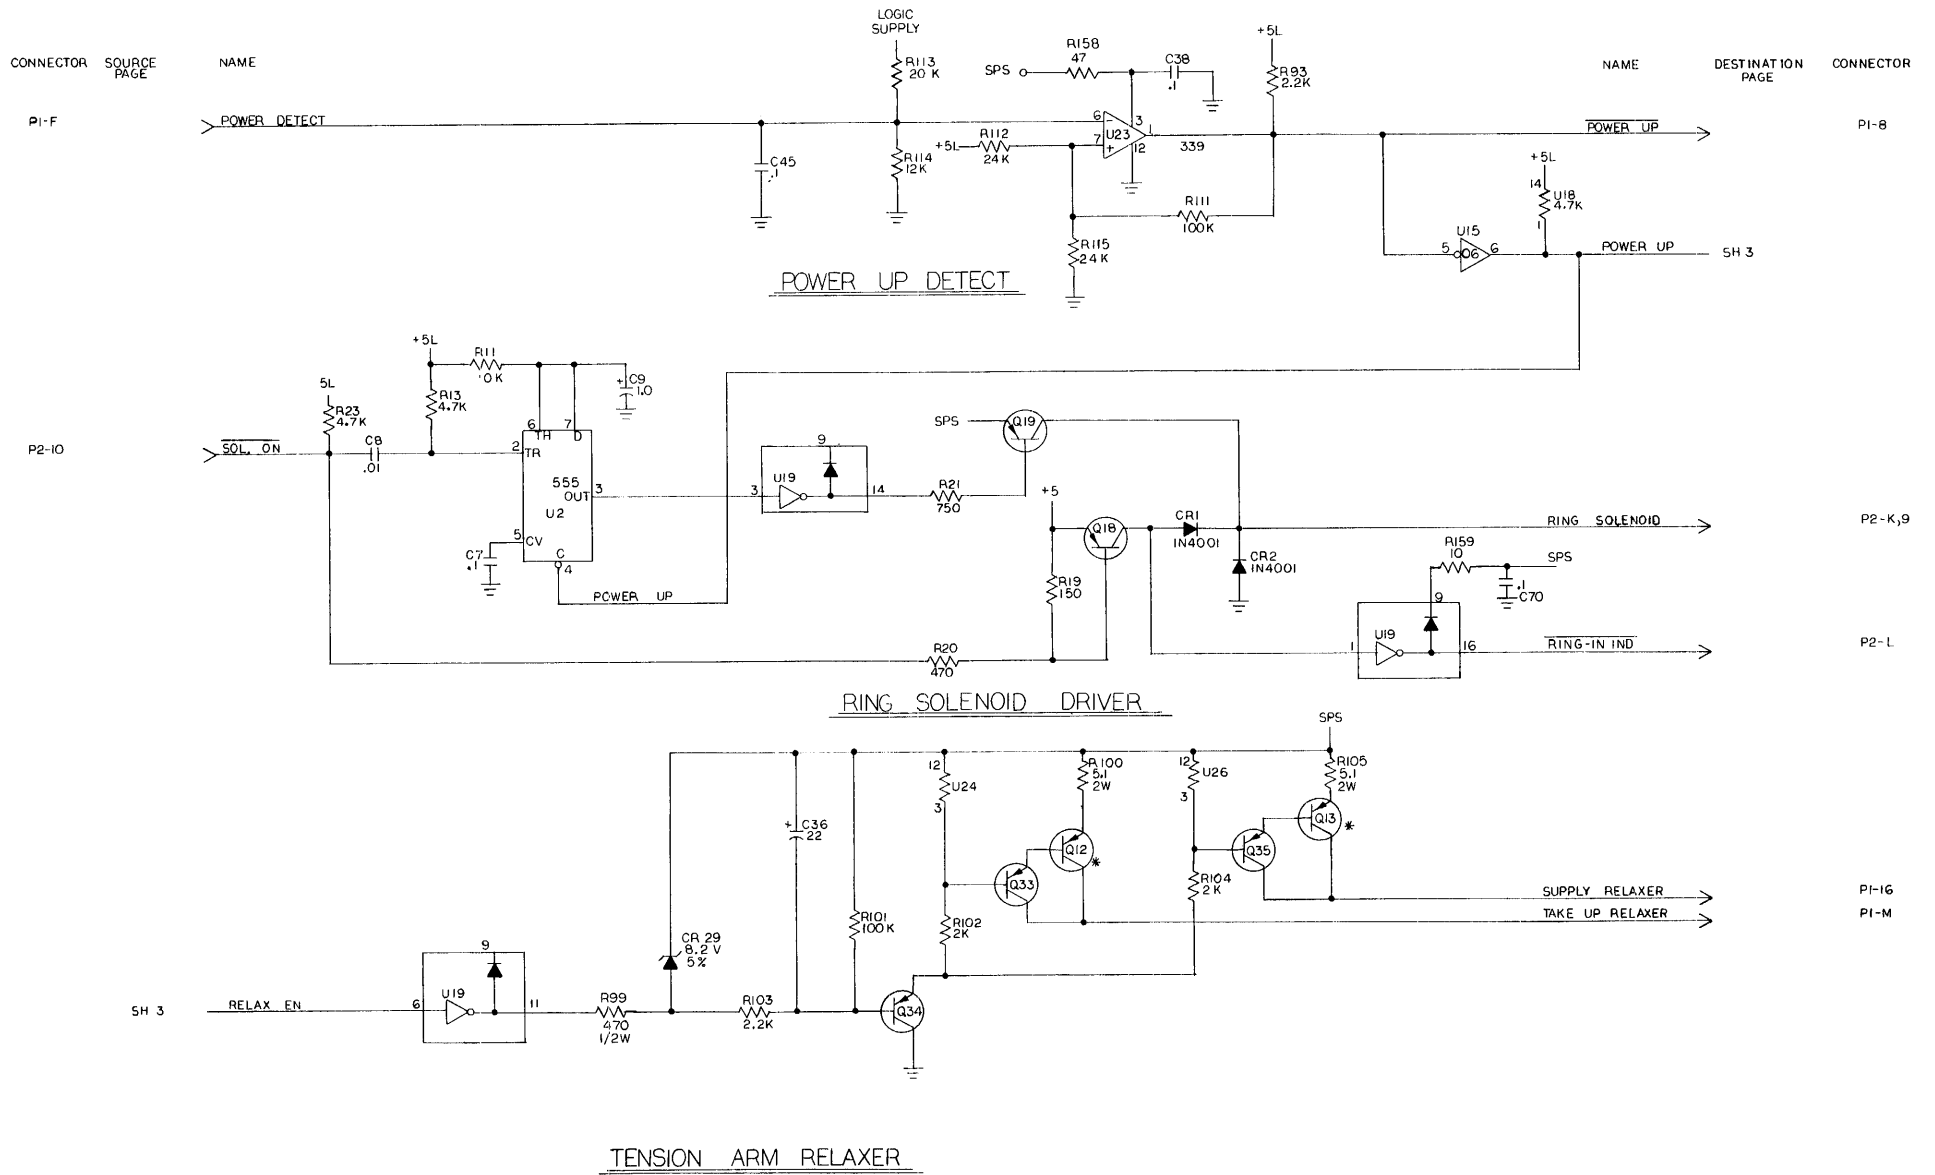 CONNECTOR SOURCE PAGE NAME
NAME DESTINATION PAGE CONNECTOR
LOGIC SUPPLY
R113
20 K
SPS
R158
47
C38
.1
+5L
R93
2.2K
P1-F
POWER DETECT
C45
.1
R114
12K
+5L
R112
24K
6
-
7
+
U23
3
12
1
339
POWER UP
P1-8
R111
100K
R115
24K
+5L
14
U18
4.7K
1
U15
5
06
6
POWER UP
SH 3
POWER UP DETECT
+5L
R11
10K
C9
+
1.0
5L
R23
4.7K
R13
4.7K
P2-10
SOL. ON
C8
.01
6
TH
7
D
2
TR
555
OUT
3
U2
5
CV
C7
.1
C
4
POWER UP
9
U19
3
14
R21
750
SPS
Q19
+5
Q18
CR1
1N4001
CR2
1N4001
RING SOLENOID
P2-K,9
R19
150
R159
10
SPS
.1
C70
9
U19
1
16
RING-IN IND
P2-L
R20
470
RING SOLENOID DRIVER
SPS
12
U24
3
R100
5.1
2W
12
U26
3
R105
5.1
2W
+
C36
22
Q12
*
Q13
*
Q33
Q35
R101
100K
R102
2K
R104
2K
SUPPLY RELAXER
P1-16
TAKE UP RELAXER
P1-M
CR 29
8.2 V
5%
SH 3
RELAX EN
9
6
U19
11
R99
470
1/2W
R103
2.2K
Q34
TENSION ARM RELAXER